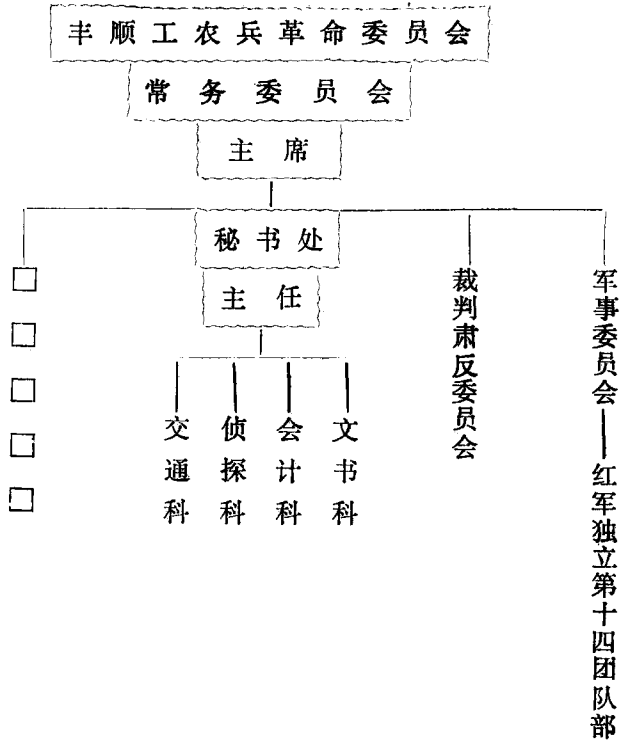 丰顺工农兵革命委员会
常务委员会
主席
秘书处
主任
□□□□□
交通科
侦探科
会计科
文书科
裁判肃反委员会
军事委员会——红军独立第十四团队部